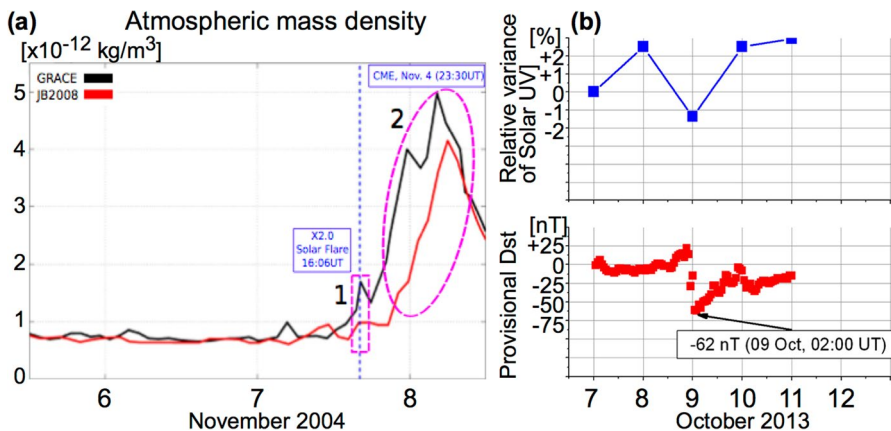 (a) Atmospheric mass density
[x10⁻¹² kg/m³]
GRACE
JB2008
CME, Nov. 4 (23:30UT)
5
4
3
2
1
0
2
X2.0
Solar Flare
16:06UT
1
6 7 8
November 2004
(b)
[%]
+2
+1
0
-1
-2
Relative variance
of Solar UV
[nT]
+25
0
-25
-50
-75
Provisional Dst
-62 nT (09 Oct, 02:00 UT)
7 8 9 10 11 12
October 2013